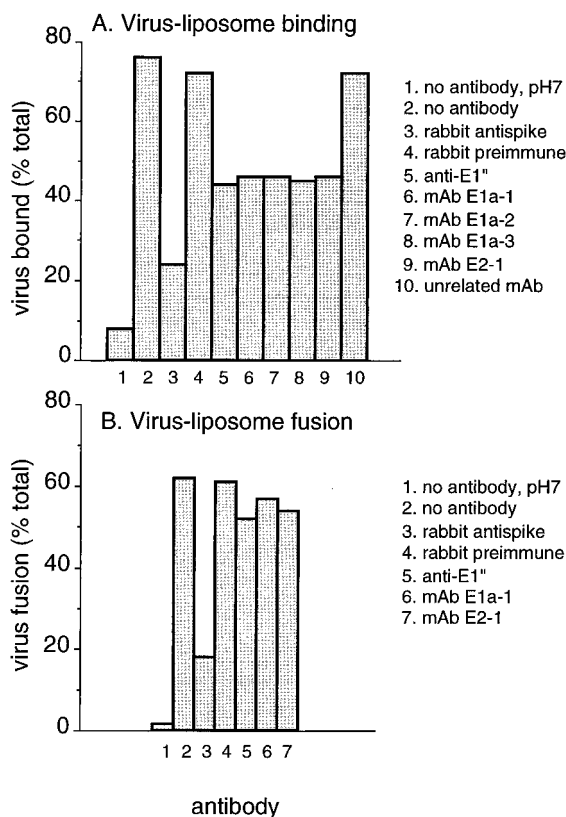 A. Virus-liposome binding
80
60
40
20
0
virus bound (% total)
1 2 3 4 5 6 7 8 9 10
1. no antibody, pH7
2. no antibody
3. rabbit antispike
4. rabbit preimmune
5. anti-E1"
6. mAb E1a-1
7. mAb E1a-2
8. mAb E1a-3
9. mAb E2-1
10. unrelated mAb
B. Virus-liposome fusion
80
60
40
20
0
virus fusion (% total)
1 2 3 4 5 6 7
1. no antibody, pH7
2. no antibody
3. rabbit antispike
4. rabbit preimmune
5. anti-E1"
6. mAb E1a-1
7. mAb E2-1
antibody